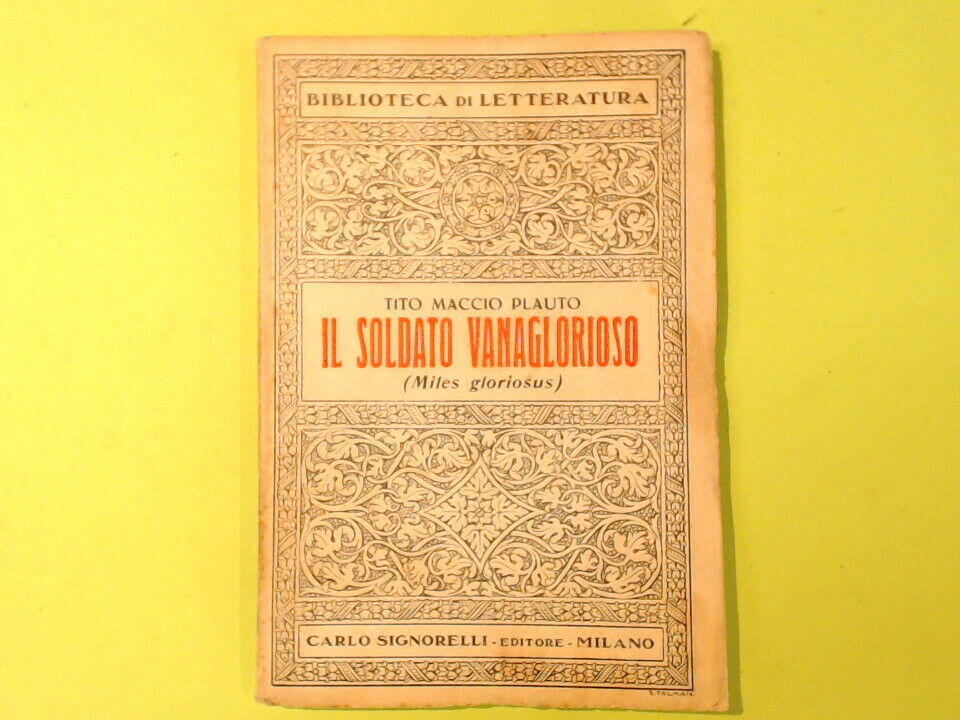 BIBLIOTECA DI LETTERATURA
TITO MACCIO PLAUTO
IL SOLDATO VANAGLORIOSO
(Miles gloriosus)
CARLO SIGNORELLI - EDITORE - MILANO